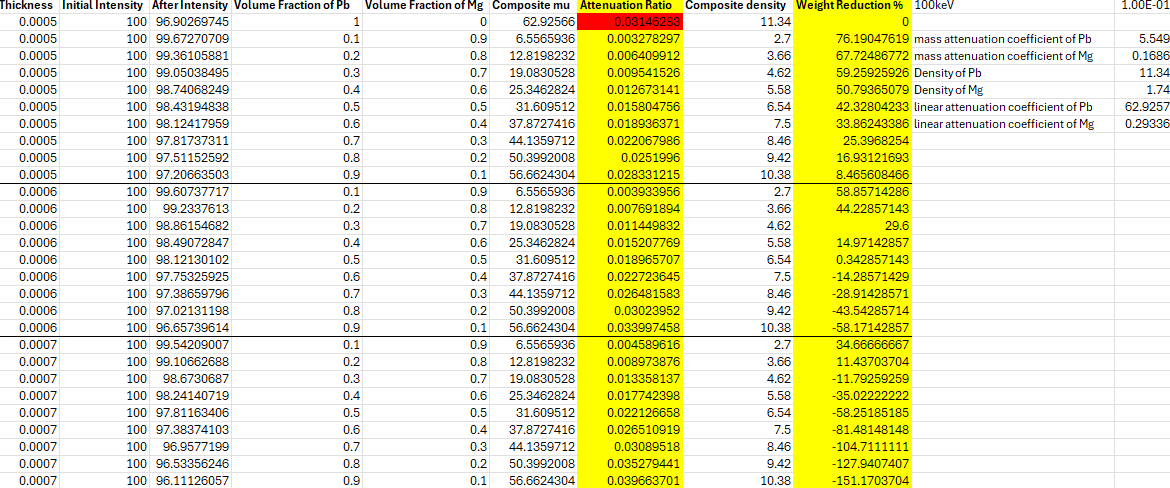 Thickness Initial Intensity After Intensity Volume Fraction of Pb Volume Fraction of Mg Composite mu Attenuation Ratio Composite density Weight Reduction % 100keV 1.00E-01
100 96.90269745 1 0 62.92566 0.03146283 11.34 0
0.0005 100 99.67270709 0.1 0.9 6.5565936 0.003278297 2.7 76.19047619 mass attenuation coefficient of Pb 5.549
0.0005 100 99.36105881 0.2 0.8 12.8198232 0.006409912 3.66 67.72486772 mass attenuation coefficient of Mg 0.1686
0.0005 100 99.05038495 0.3 0.7 19.0830528 0.009541526 4.62 59.25925926 Density of Pb 11.34
0.0005 100 98.74068249 0.4 0.6 25.3462824 0.012673141 5.58 50.79365079 Density of Mg 1.74
0.0005 100 98.43194838 0.5 0.5 31.609512 0.015804756 6.54 42.32804233 linear attenuation coefficient of Pb 62.9257
0.0005 100 98.12417959 0.6 0.4 37.8727416 0.018936371 7.5 33.86243386 linear attenuation coefficient of Mg 0.29336
0.0005 100 97.81737311 0.7 0.3 44.1359712 0.022067986 8.46 25.3968254
0.0005 100 97.51152592 0.8 0.2 50.3992008 0.0251996 9.42 16.93121693
0.0005 100 97.20663503 0.9 0.1 56.6624304 0.028331215 10.38 8.465608466
0.0006 100 99.60737717 0.1 0.9 6.5565936 0.003933956 2.7 58.85714286
0.0006 100 99.2337613 0.2 0.8 12.8198232 0.007691894 3.66 44.22857143
0.0006 100 98.86154682 0.3 0.7 19.0830528 0.011449832 4.62 29.6
0.0006 100 98.49072847 0.4 0.6 25.3462824 0.015207769 5.58 14.97142857
0.0006 100 98.12130102 0.5 0.5 31.609512 0.018965707 6.54 0.342857143
0.0006 100 97.75325925 0.6 0.4 37.8727416 0.022723645 7.5 -14.28571429
0.0006 100 97.38659796 0.7 0.3 44.1359712 0.026481583 8.46 -28.91428571
0.0006 100 97.02131198 0.8 0.2 50.3992008 0.03023952 9.42 -43.54285714
0.0006 100 96.65739614 0.9 0.1 56.6624304 0.033997458 10.38 -58.17142857
0.0007 100 99.54209007 0.1 0.9 6.5565936 0.004589616 2.7 34.66666667
0.0007 100 99.10662688 0.2 0.8 12.8198232 0.008973876 3.66 11.43703704
0.0007 100 98.6730687 0.3 0.7 19.0830528 0.013358137 4.62 -11.79259259
0.0007 100 98.24140719 0.4 0.6 25.3462824 0.017742398 5.58 -35.02222222
0.0007 100 97.81163406 0.5 0.5 31.609512 0.022126658 6.54 -58.25185185
0.0007 100 97.38374103 0.6 0.4 37.8727416 0.026510919 7.5 -81.48148148
0.0007 100 96.9577199 0.7 0.3 44.1359712 0.03089518 8.46 -104.7111111
0.0007 100 96.53356246 0.8 0.2 50.3992008 0.035279441 9.42 -127.9407407
0.0007 100 96.11126057 0.9 0.1 56.6624304 0.039663701 10.38 -151.1703704